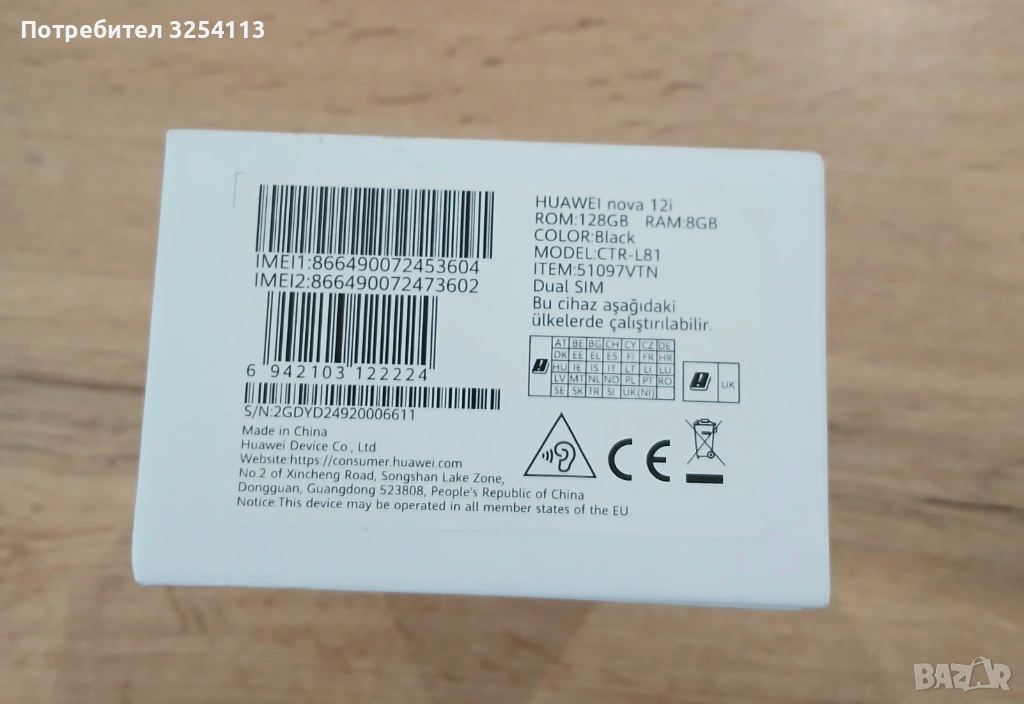 Потребител 3254113
IMEI1:866490072453604
IMEI2:866490072473602
6 942103 122224
S/N:2GDYD24920006611
Made in China
Huawei Device Co., Ltd
Website:https://consumer.huawei.com
No.2 of Xincheng Road, Songshan Lake Zone,
Dongguan, Guangdong 523808, People's Republic of China
Notice:This device may be operated in all member states of the EU.
HUAWEI nova 12i
ROM:128GB RAM:8GB
COLOR:Black
MODEL:CTR-L81
ITEM:51097VTN
Dual SIM
Bu cihaz aşağıdaki
ülkelerde çalıştırılabilir.
AT BE BG CH CY CZ DE
DK EE EL ES FI FR HR
HU IE IS IT LT LI LU
LV MT NL NO PL PT RO
SE SK TR SI UK(NI)
UK
CE
BAZAR